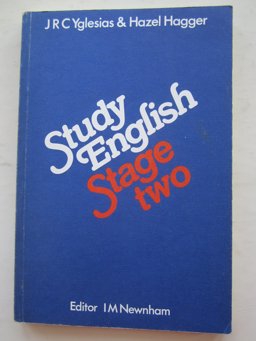 J R C Yglesias & Hazel Hagger
Study
English
Stage
two
Editor I M Newnham